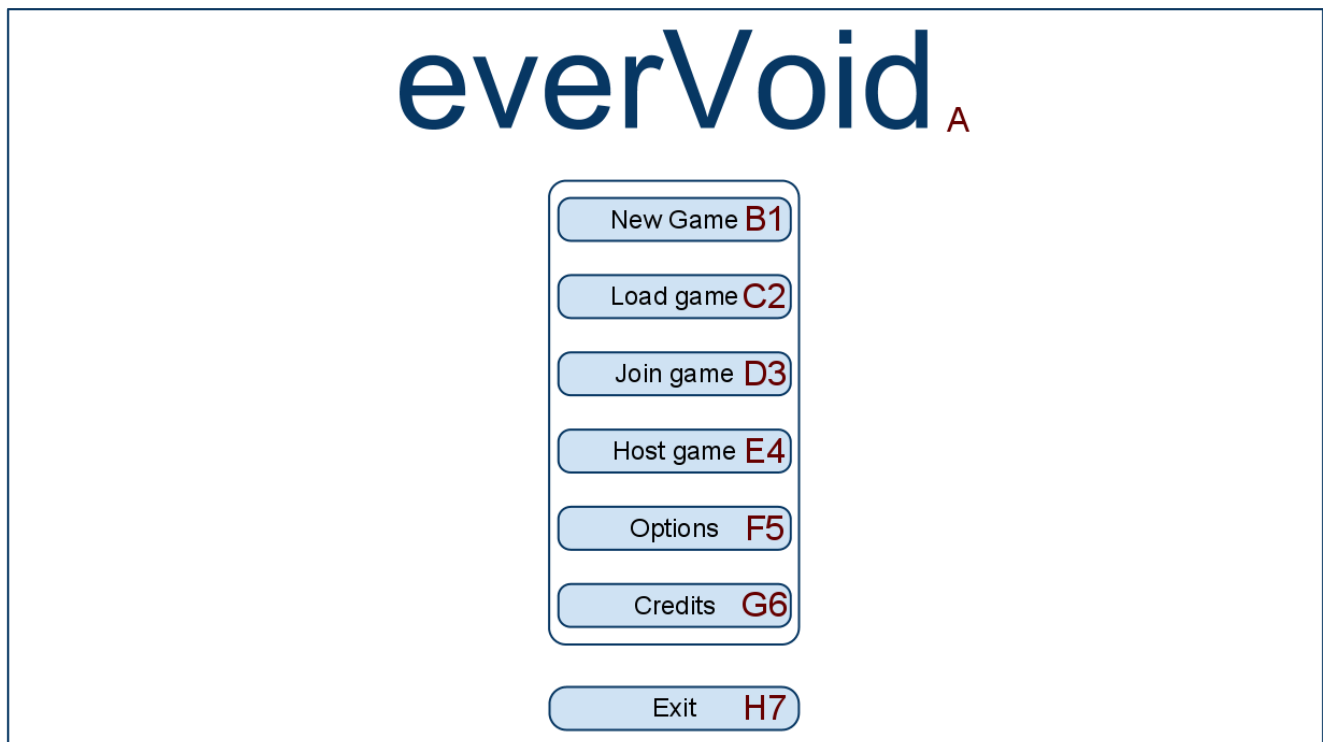 everVoid A
New Game B1
Load game C2
Join game D3
Host game E4
Options F5
Credits G6
Exit H7